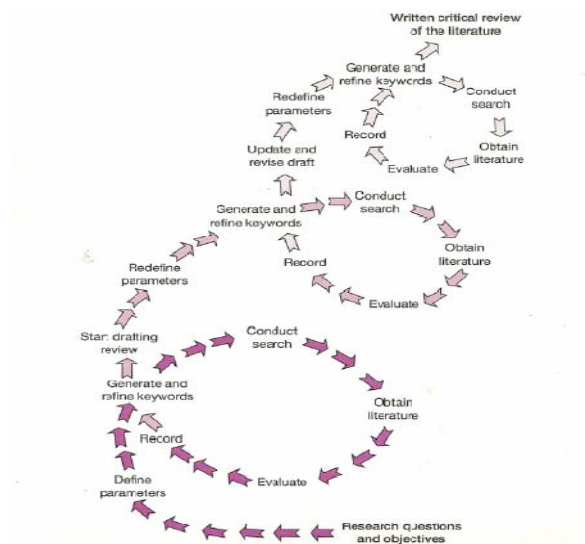 Written critical review
of the literature
Generate and
refine keywords
Redefine
parameters
Conduct
search
Record
Obtain
literature
Update and
revise draft
Evaluate
Generate and
refine keywords
Conduct
search
Obtain
literature
Record
Redefine
parameters
Evaluate
Start drafting
review
Conduct
search
Generate and
refine keywords
Obtain
literature
Record
Define
parameters
Evaluate
Research questions
and objectives